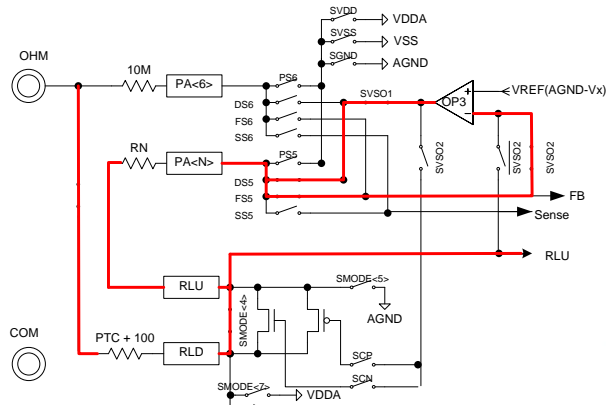 SVDD
VDDA
SVSS
VSS
OHM
SGND
AGND
10M
PA<6>
PS6
SVSO1
OP3
+
VREF(AGND-Vx)
DS6
−
FS6
SS6
SVSO2
SVSO2
SVSO2
RN
PA<N>
PS5
DS5
FS5
FB
SS5
Sense
RLU
RLU
SMODE<5>
SMODE<4>
AGND
COM
PTC + 100
RLD
SCP
SCN
SMODE<7>
VDDA